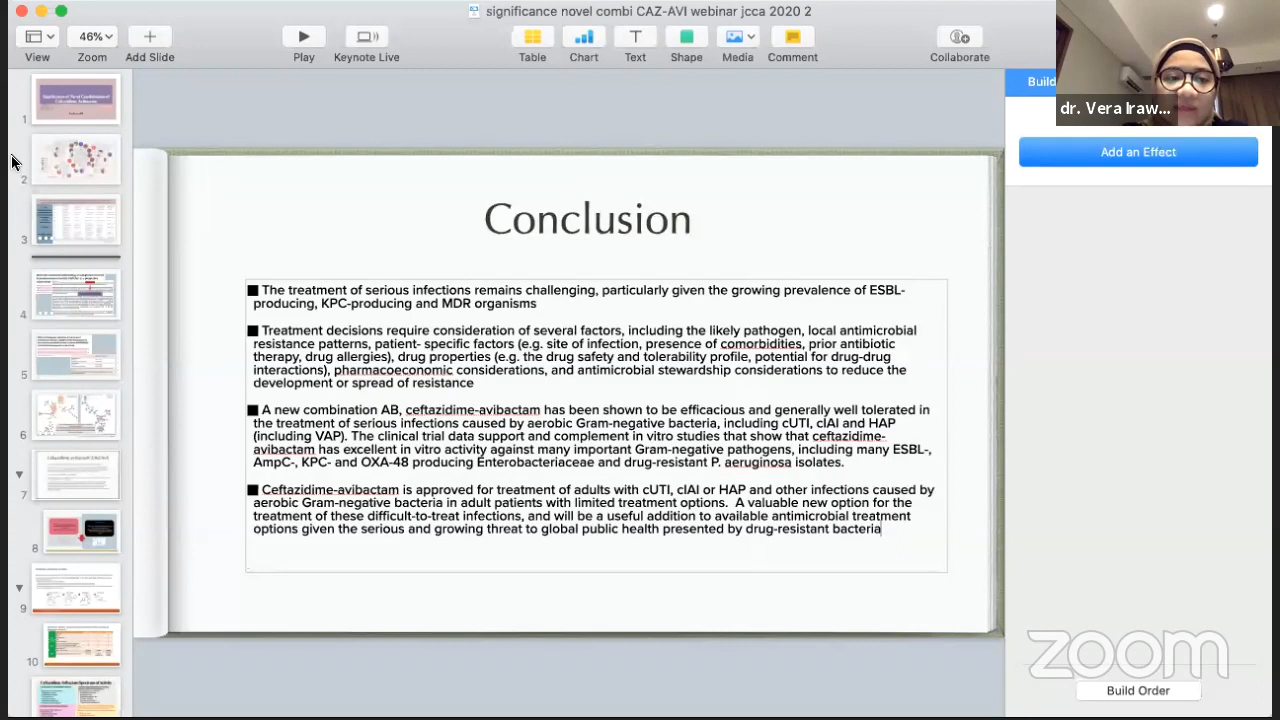 significance novel combi CAZ-AVI webinar jcca 2020 2
46%
View
Zoom
Add Slide
Play
Keynote Live
Table
Chart
Text
Shape
Media
Comment
Collaborate
Build
dr. Vera Iraw...
Add an Effect
1
2
3
4
5
6
7
8
9
10
Conclusion
■ The treatment of serious infections remains challenging, particularly given the growing prevalence of ESBL-
producing, KPC-producing and MDR organisms
■ Treatment decisions require consideration of several factors, including the likely pathogen, local antimicrobial
resistance patterns, patient- specific factors (e.g. site of infection, presence of comorbidities, prior antibiotic
therapy, drug allergies), drug properties (e.g. the drug safety and tolerability profile, potential for drug-drug
interactions), pharmacoeconomic considerations, and antimicrobial stewardship considerations to reduce the
development or spread of resistance
■ A new combination AB, ceftazidime-avibactam has been shown to be efficacious and generally well tolerated in
the treatment of serious infections caused by aerobic Gram-negative bacteria, including cUTI, cIAI and HAP
(including VAP). The clinical trial data support and complement in vitro studies that show that ceftazidime-
avibactam has excellent in vitro activity against many important Gram-negative pathogens, including many ESBL-,
AmpC-, KPC- and OXA-48 producing Enterobacteriaceae and drug-resistant P. aeruginosa isolates.
■ Ceftazidime-avibactam is approved for treatment of adults with cUTI, cIAI or HAP and other infections caused by
aerobic Gram-negative bacteria in adult patients with limited treatment options. A valuable new option for the
treatment of these difficult-to-treat infections, and will be a useful addition to available antimicrobial treatment
options given the serious and growing threat to global public health presented by drug-resistant bacteria
zoom
Build Order